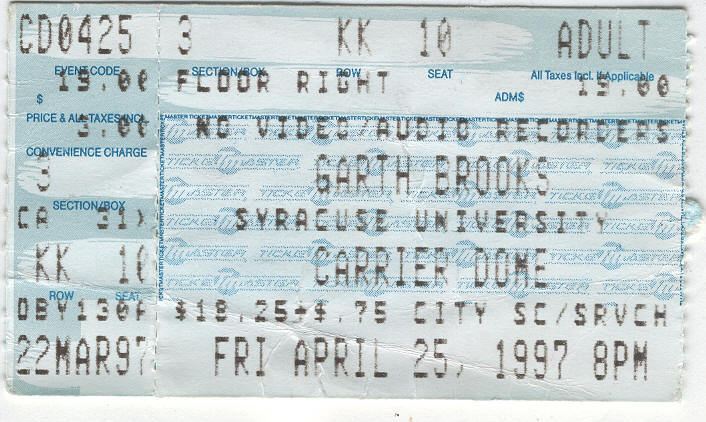 CD0425 3 KK 10 ADULT
EVENT CODE SECTION/BOX ROW SEAT All Taxes Incl. If Applicable
19.00 FLOOR RIGHT 19.00
$ ADM$
PRICE & ALL TAXES INCL.
3.00 NO VIDEO/AUDIO RECORDERS
CONVENIENCE CHARGE
3 GARTH BROOKS
SECTION/BOX
CA 31X SYRACUSE UNIVERSITY
KK 10 CARRIER DOME
ROW SEAT
OBY130A $18.25+$.75 CITY SC/SRVCH
22MAR97 FRI APRIL 25, 1997 8PM
TICKETMASTER